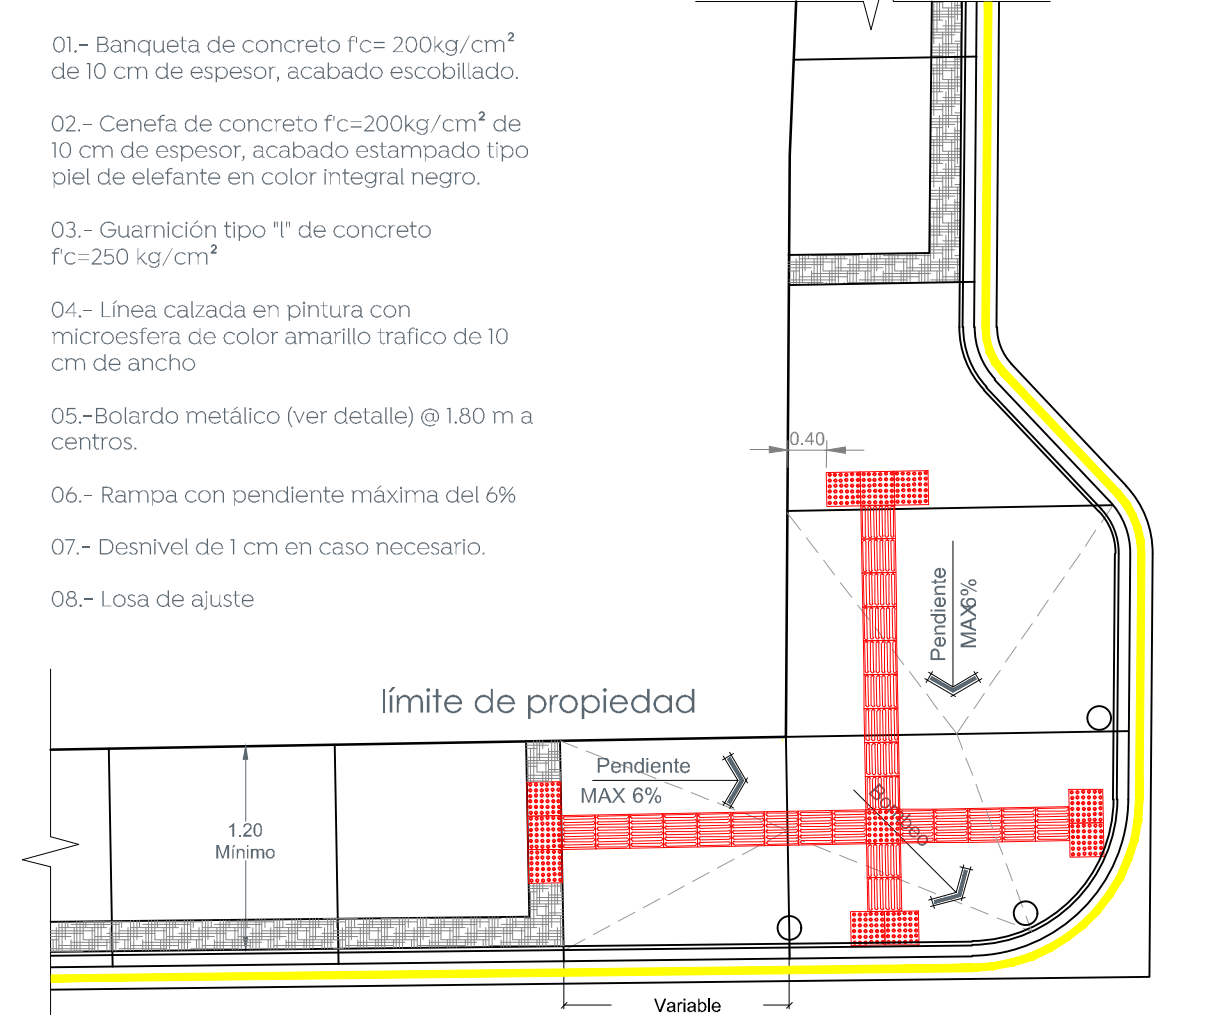 01.- Banqueta de concreto f'c= 200kg/cm²
de 10 cm de espesor, acabado escobillado.
02.- Cenefa de concreto f'c=200kg/cm² de
10 cm de espesor, acabado estampado tipo
piel de elefante en color integral negro.
03.- Guarnición tipo "l" de concreto
f'c=250 kg/cm²
04.- Línea calzada en pintura con
microesfera de color amarillo trafico de 10
cm de ancho
05.-Bolardo metálico (ver detalle) @ 1.80 m a
centros.
06.- Rampa con pendiente máxima del 6%
07.- Desnivel de 1 cm en caso necesario.
08.- Losa de ajuste
0.40
Pendiente
MAX6%
límite de propiedad
Pendiente
MAX 6%
Bombeo
1.20
Mínimo
Variable